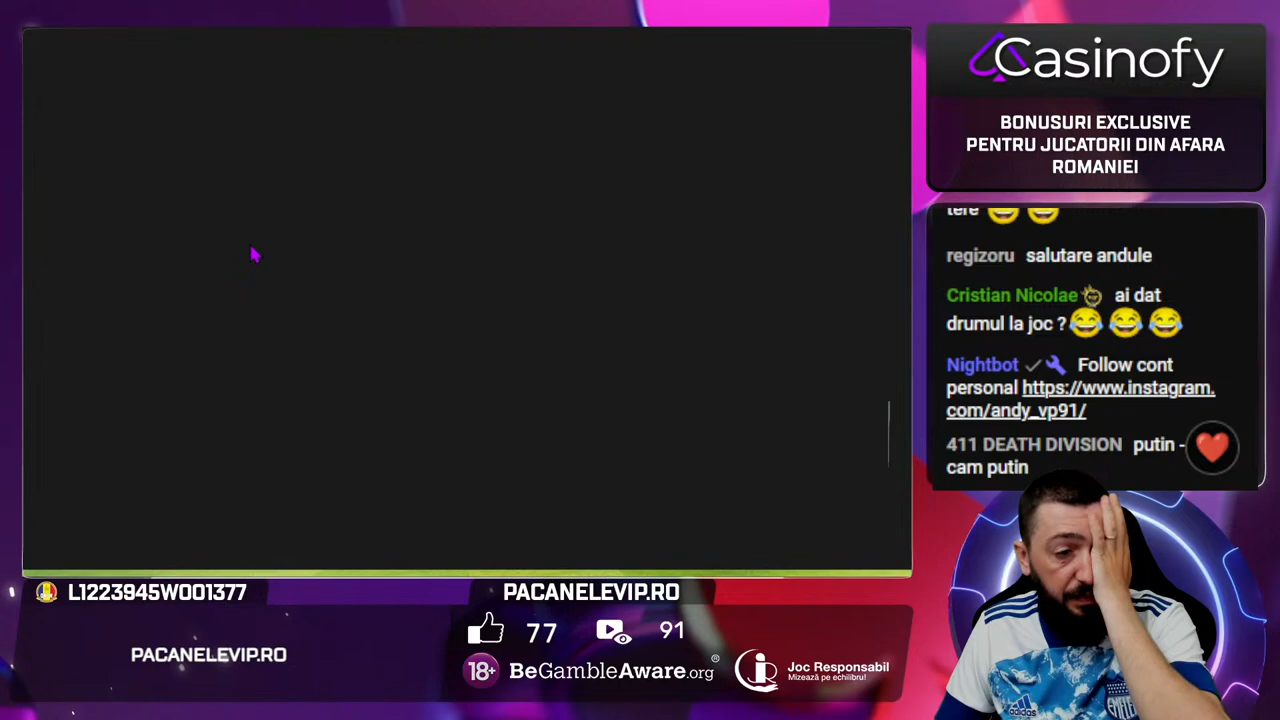 Casinofy
BONUSURI EXCLUSIVE
PENTRU JUCATORII DIN AFARA
ROMANIEI
tere
regizoru salutare andule
Cristian Nicolae ai dat
drumul la joc ?
Nightbot Follow cont
personal https://www.instagram.
com/andy_vp91/
411 DEATH DIVISION putin -
cam putin
L1223945W001377
PACANELEVIP.RO
77
91
PACANELEVIP.RO
18+ BeGambleAware.org®
Joc Responsabil
Mizează pe echilibru!
adidas